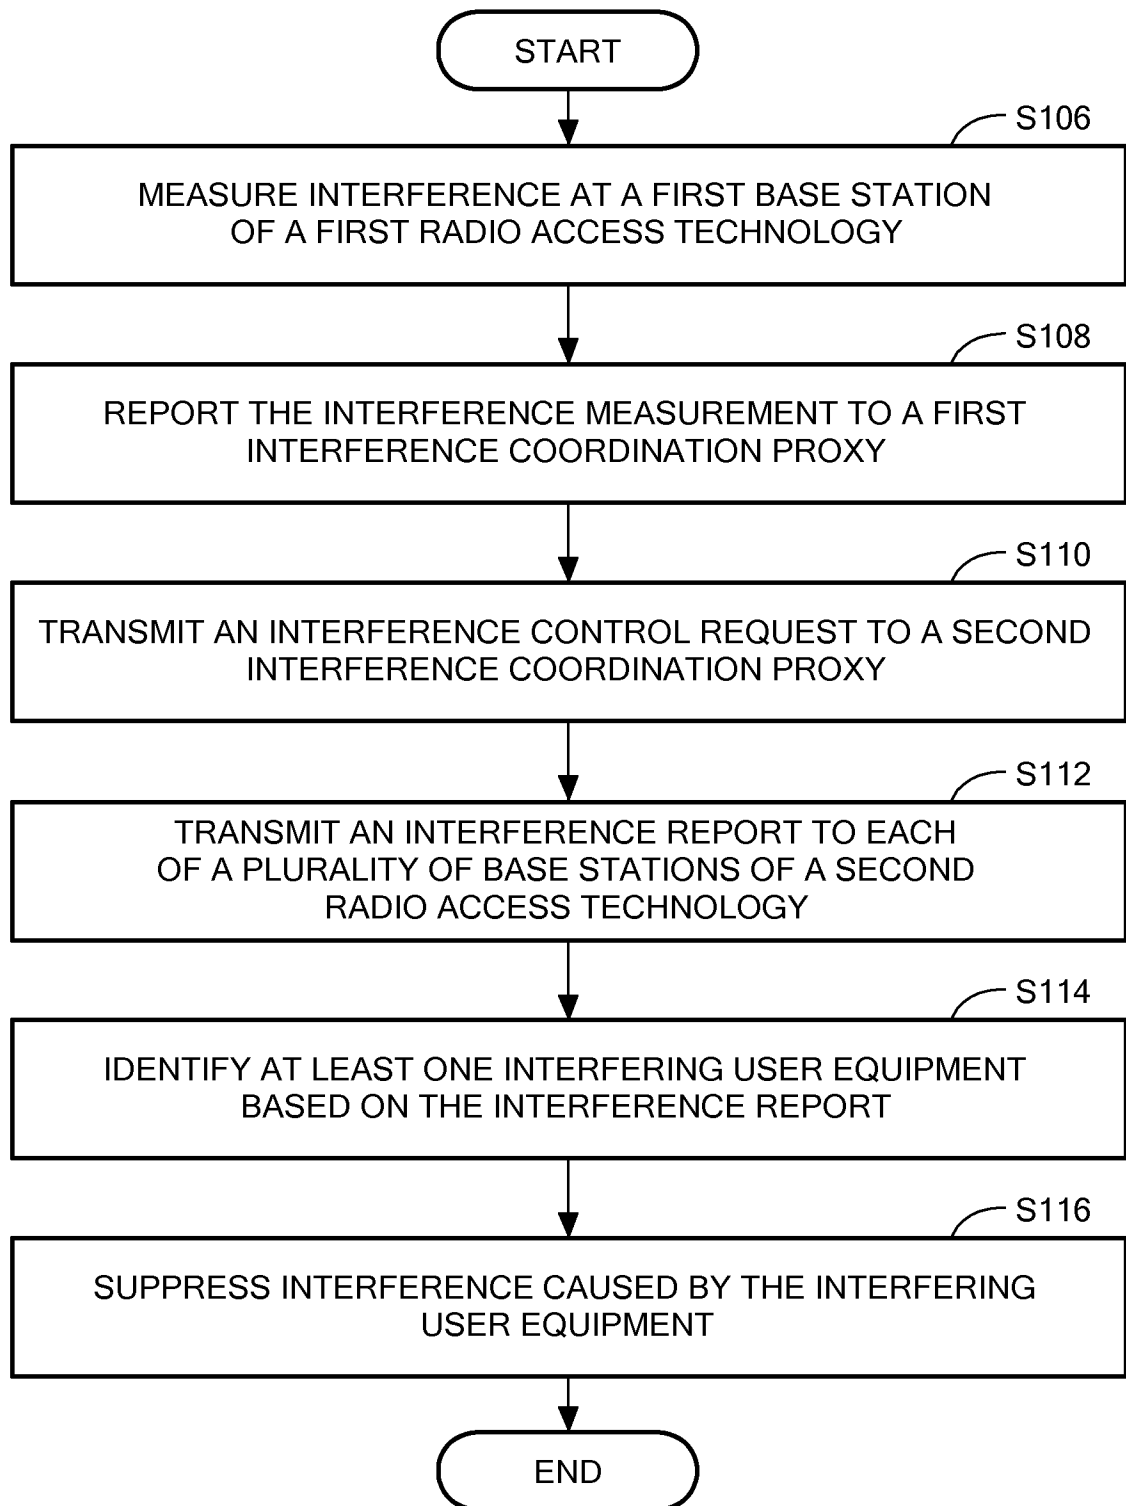 START
S106
MEASURE INTERFERENCE AT A FIRST BASE STATION
OF A FIRST RADIO ACCESS TECHNOLOGY
S108
REPORT THE INTERFERENCE MEASUREMENT TO A FIRST
INTERFERENCE COORDINATION PROXY
S110
TRANSMIT AN INTERFERENCE CONTROL REQUEST TO A SECOND
INTERFERENCE COORDINATION PROXY
S112
TRANSMIT AN INTERFERENCE REPORT TO EACH
OF A PLURALITY OF BASE STATIONS OF A SECOND
RADIO ACCESS TECHNOLOGY
S114
IDENTIFY AT LEAST ONE INTERFERING USER EQUIPMENT
BASED ON THE INTERFERENCE REPORT
S116
SUPPRESS INTERFERENCE CAUSED BY THE INTERFERING
USER EQUIPMENT
END